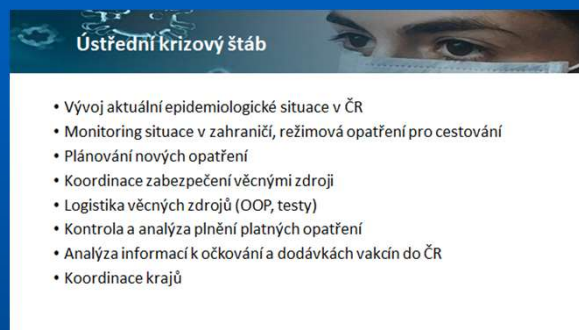 Ústřední krizový štáb
• Vývoj aktuální epidemiologické situace v ČR
• Monitoring situace v zahraničí, režimová opatření pro cestování
• Plánování nových opatření
• Koordinace zabezpečení věcnými zdroji
• Logistika věcných zdrojů (OOP, testy)
• Kontrola a analýza plnění platných opatření
• Analýza informací k očkování a dodávkách vakcín do ČR
• Koordinace krajů